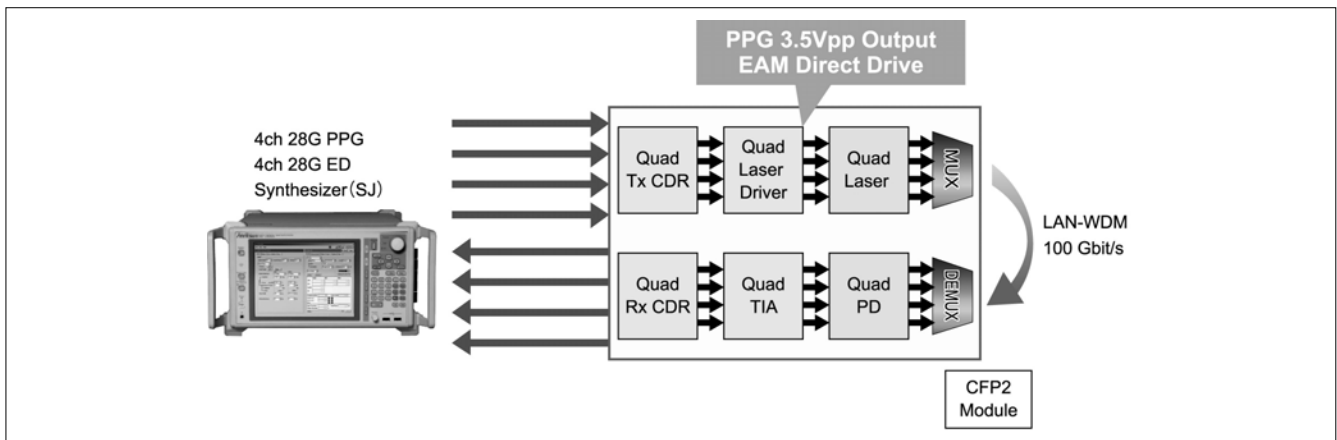 PPG 3.5Vpp Output
EAM Direct Drive
4ch 28G PPG
4ch 28G ED
Synthesizer(SJ)
Quad
Tx CDR
Quad
Laser
Driver
Quad
Laser
MUX
LAN-WDM
100 Gbit/s
Quad
Rx CDR
Quad
TIA
Quad
PD
DEMUX
CFP2
Module